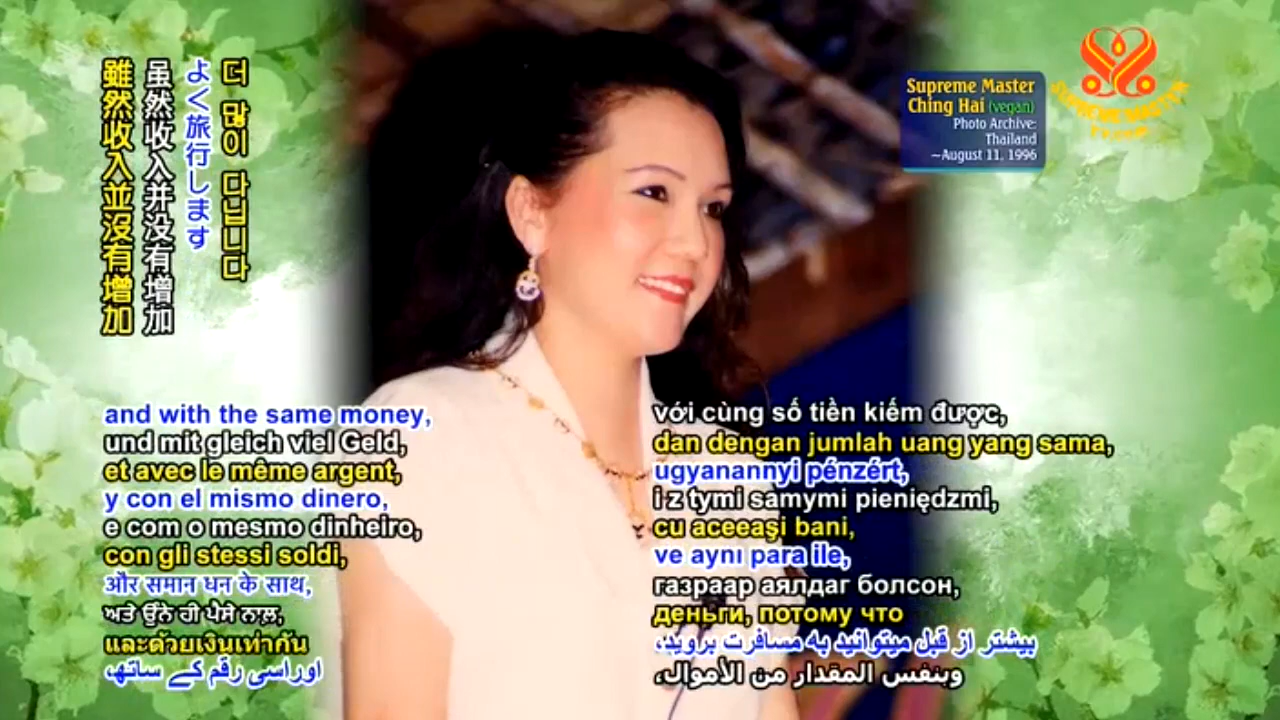 雖然收入並沒有增加
虽然收入并没有增加
よく旅行します
더 많이 다닙니다
Supreme Master
Ching Hai (vegan)
Photo Archive:
Thailand
~August 11, 1996
SUPREME MASTER
and with the same money,
und mit gleich viel Geld,
et avec le même argent,
y con el mismo dinero,
e com o mesmo dinheiro,
con gli stessi soldi,
और समान धन के साथ,
ਅਤੇ ਉੱਨੇ ਹੀ ਪੈਸੇ ਨਾਲ,
และด้วยเงินเท่ากัน
اور اسی رقم کے ساتھ،
với cùng số tiền kiếm được,
dan dengan jumlah uang yang sama,
ugyanannyi pénzért,
i z tymi samymi pieniędzmi,
cu aceeaşi bani,
ve aynı para ile,
газраар аялдаг болсон,
деньги, потому что
بیشتر از قبل میتوانید به مسافرت بروید،
وبنفس المقدار من الأموال،